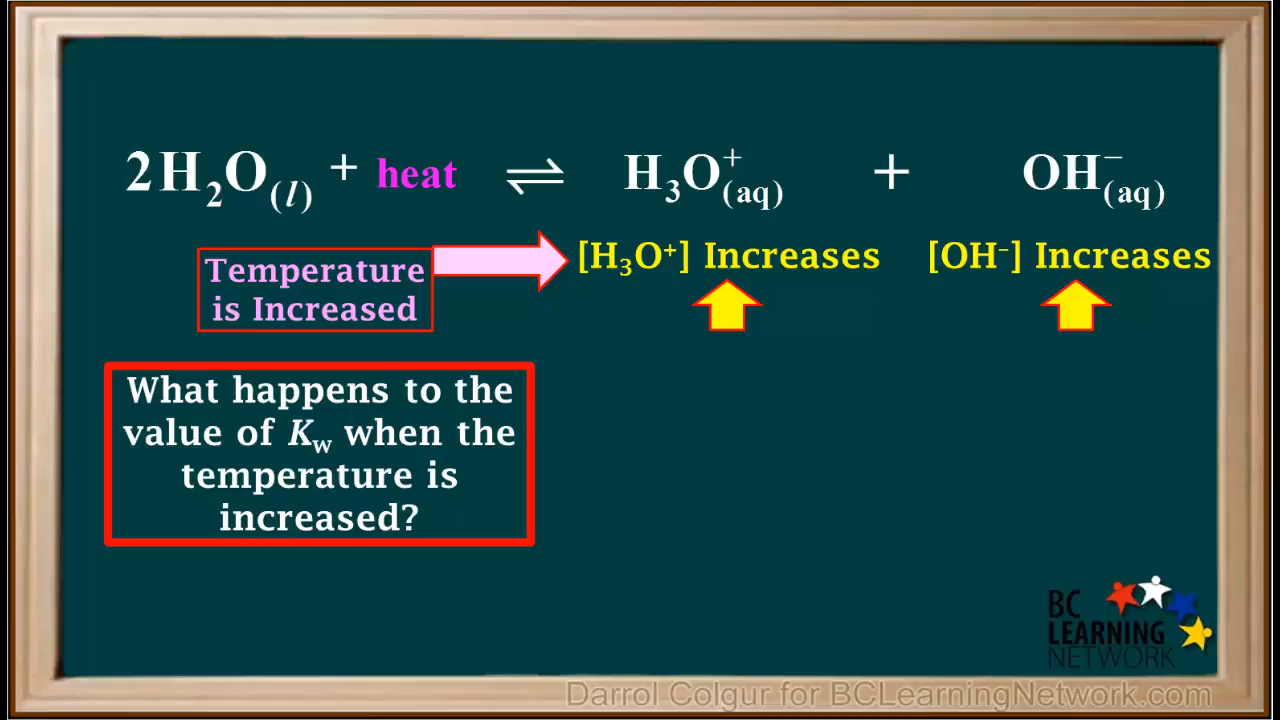 2H₂O(l) + heat ⇌ H₃O⁺(aq) + OH⁻(aq)
Temperature
is Increased
[H₃O⁺] Increases
[OH⁻] Increases
What happens to the
value of Kw when the
temperature is
increased?
BC
LEARNING
NETWORK
Darrol Colgur for BCLearningNetwork.com